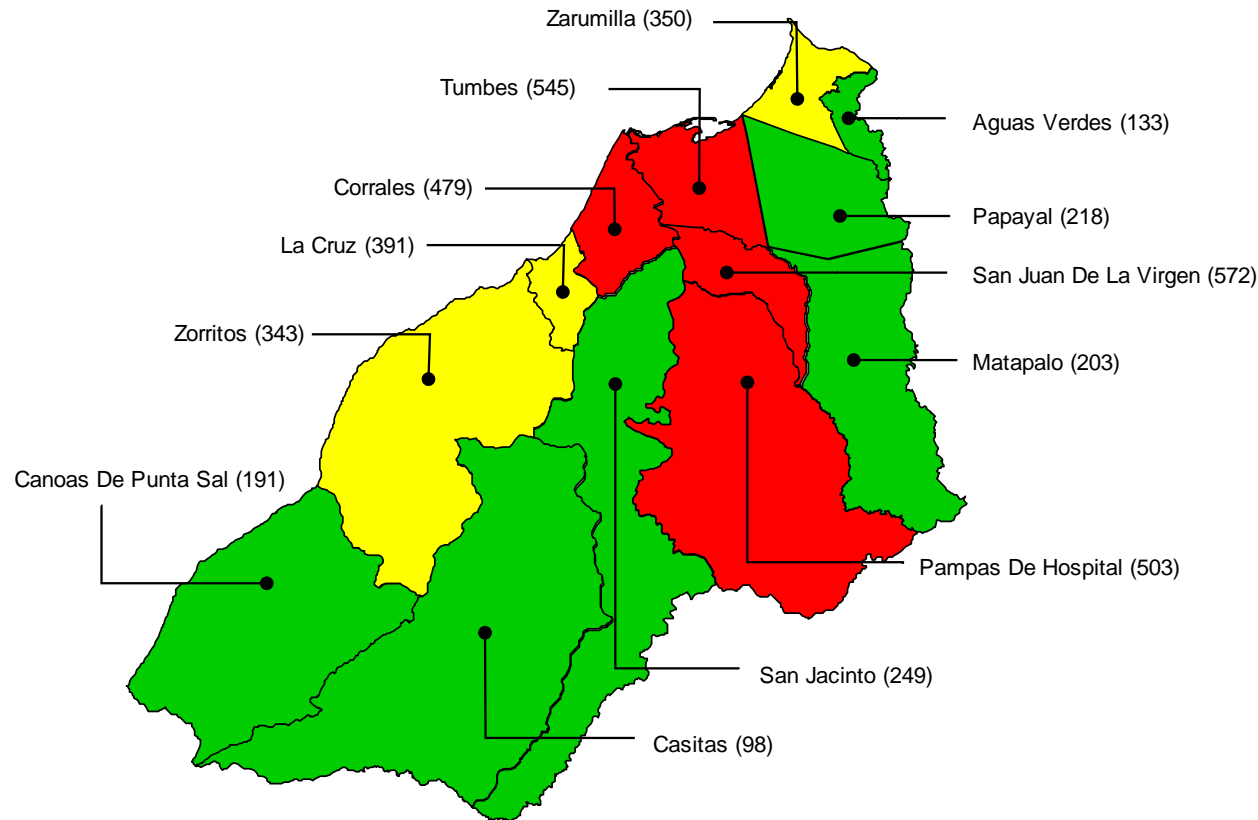 Zarumilla (350)
Tumbes (545)
Aguas Verdes (133)
Corrales (479)
Papayal (218)
La Cruz (391)
San Juan De La Virgen (572)
Zorritos (343)
Matapalo (203)
Canoas De Punta Sal (191)
Pampas De Hospital (503)
San Jacinto (249)
Casitas (98)